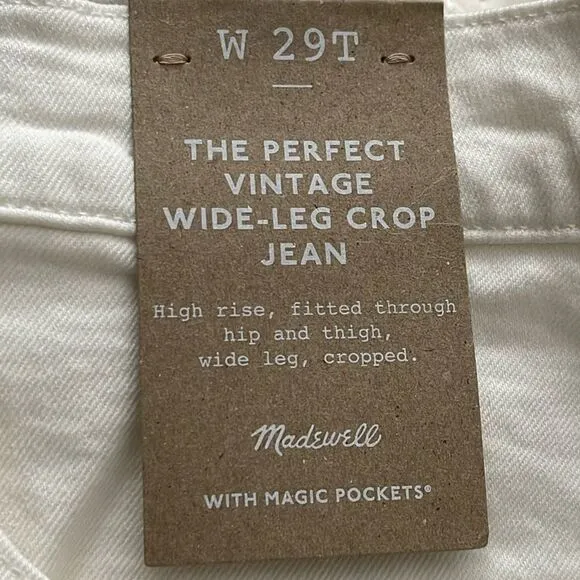 W 29T
THE PERFECT
VINTAGE
WIDE-LEG CROP
JEAN
High rise, fitted through
hip and thigh,
wide leg, cropped.
Madewell
WITH MAGIC POCKETS®